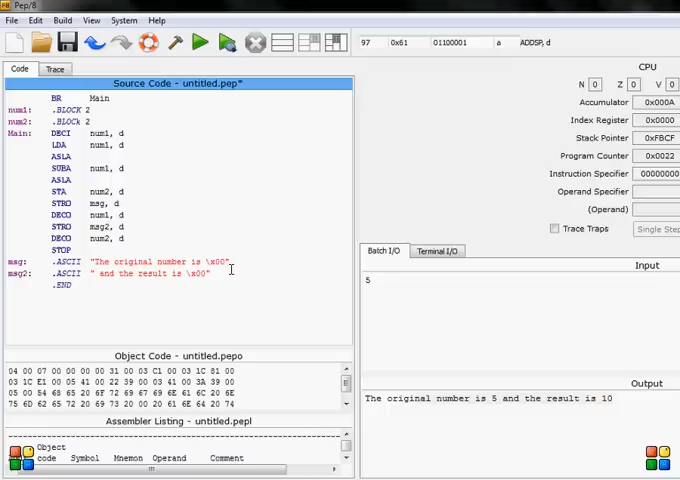 Pep/8
File Edit Build View System Help
97 0x61 01100001 a ADDSP, d
Code Trace
Source Code - untitled.pep*
BR Main
num1: .BLOCK 2
num2: .BLOCk 2
Main: DECI num1, d
LDA num1, d
ASLA
SUBA num1, d
ASLA
STA num2, d
STRO msg, d
DECO num1, d
STRO msg2, d
DECO num2, d
STOP
msg: .ASCII "The original number is \x00"
msg2: .ASCII " and the result is \x00"
.END
Object Code - untitled.pepo
04 00 07 00 00 00 00 31 00 03 C1 00 03 1C 81 00
03 1C E1 00 05 41 00 22 39 00 03 41 00 3A 39 00
05 00 54 68 65 20 6F 72 69 67 69 6E 61 6C 20 6E
75 6D 62 65 72 20 69 73 20 00 20 61 6E 64 20 74
Assembler Listing - untitled.pepl
Object
code Symbol Mnemon Operand Comment
CPU
N 0 Z 0 V 0
Accumulator 0x000A
Index Register 0x0000
Stack Pointer 0xFBCF
Program Counter 0x0022
Instruction Specifier 00000000
Operand Specifier
(Operand)
Trace Traps Single Step
Batch I/O Terminal I/O
Input
5
Output
The original number is 5 and the result is 10